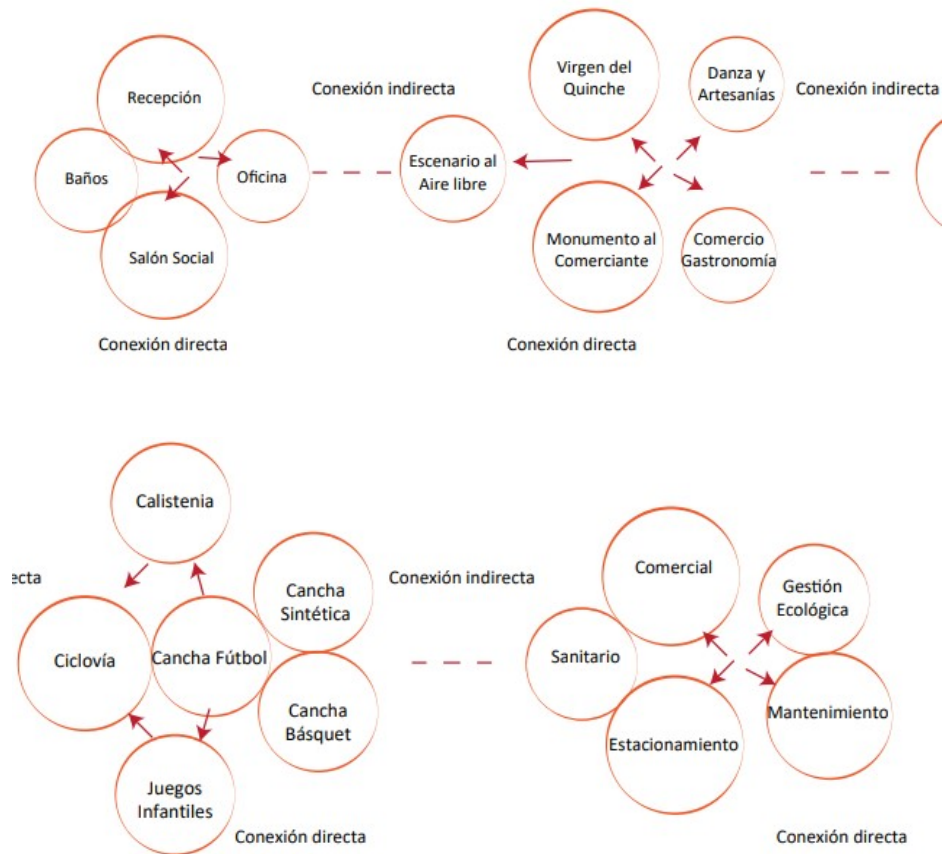 Recepción
Conexión indirecta
Baños
Oficina
Salón Social
Conexión directa
Virgen del
Quinche
Danza y
Artesanías
Conexión indirecta
Escenario al
Aire libre
Monumento al
Comerciante
Comercio
Gastronomía
Conexión directa
Calistenia
ecta
Cancha
Sintética
Conexión indirecta
Ciclovía
Cancha Fútbol
Cancha
Básquet
Juegos
Infantiles
Conexión directa
Comercial
Gestión
Ecológica
Sanitario
Estacionamiento
Mantenimiento
Conexión directa